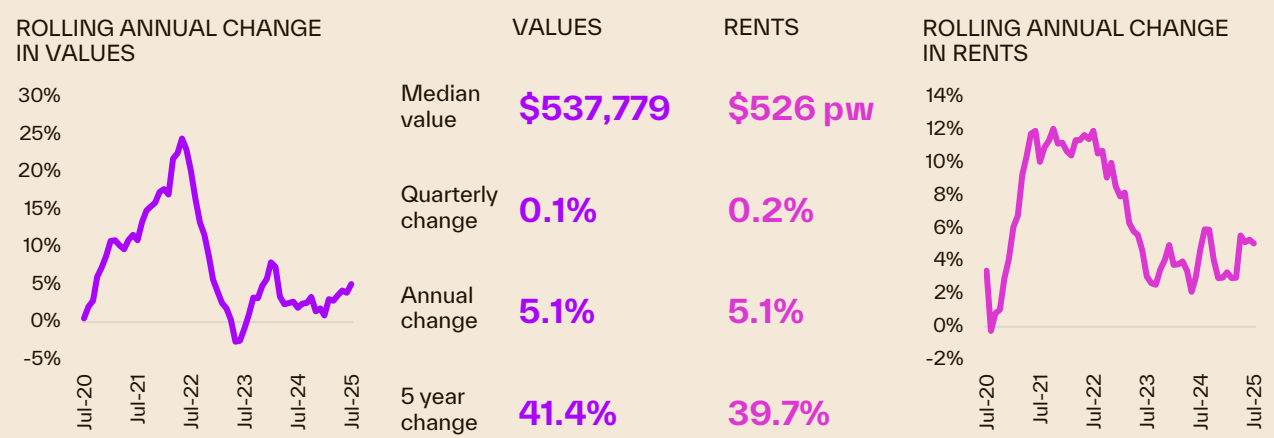 ROLLING ANNUAL CHANGE
IN VALUES
30%
25%
20%
15%
10%
5%
0%
-5%
Jul-20
Jul-21
Jul-22
Jul-23
Jul-24
Jul-25
VALUES
RENTS
Median
value
$537,779
$526 pw
Quarterly
change
0.1%
0.2%
Annual
change
5.1%
5.1%
5 year
change
41.4%
39.7%
ROLLING ANNUAL CHANGE
IN RENTS
14%
12%
10%
8%
6%
4%
2%
0%
-2%
Jul-20
Jul-21
Jul-22
Jul-23
Jul-24
Jul-25